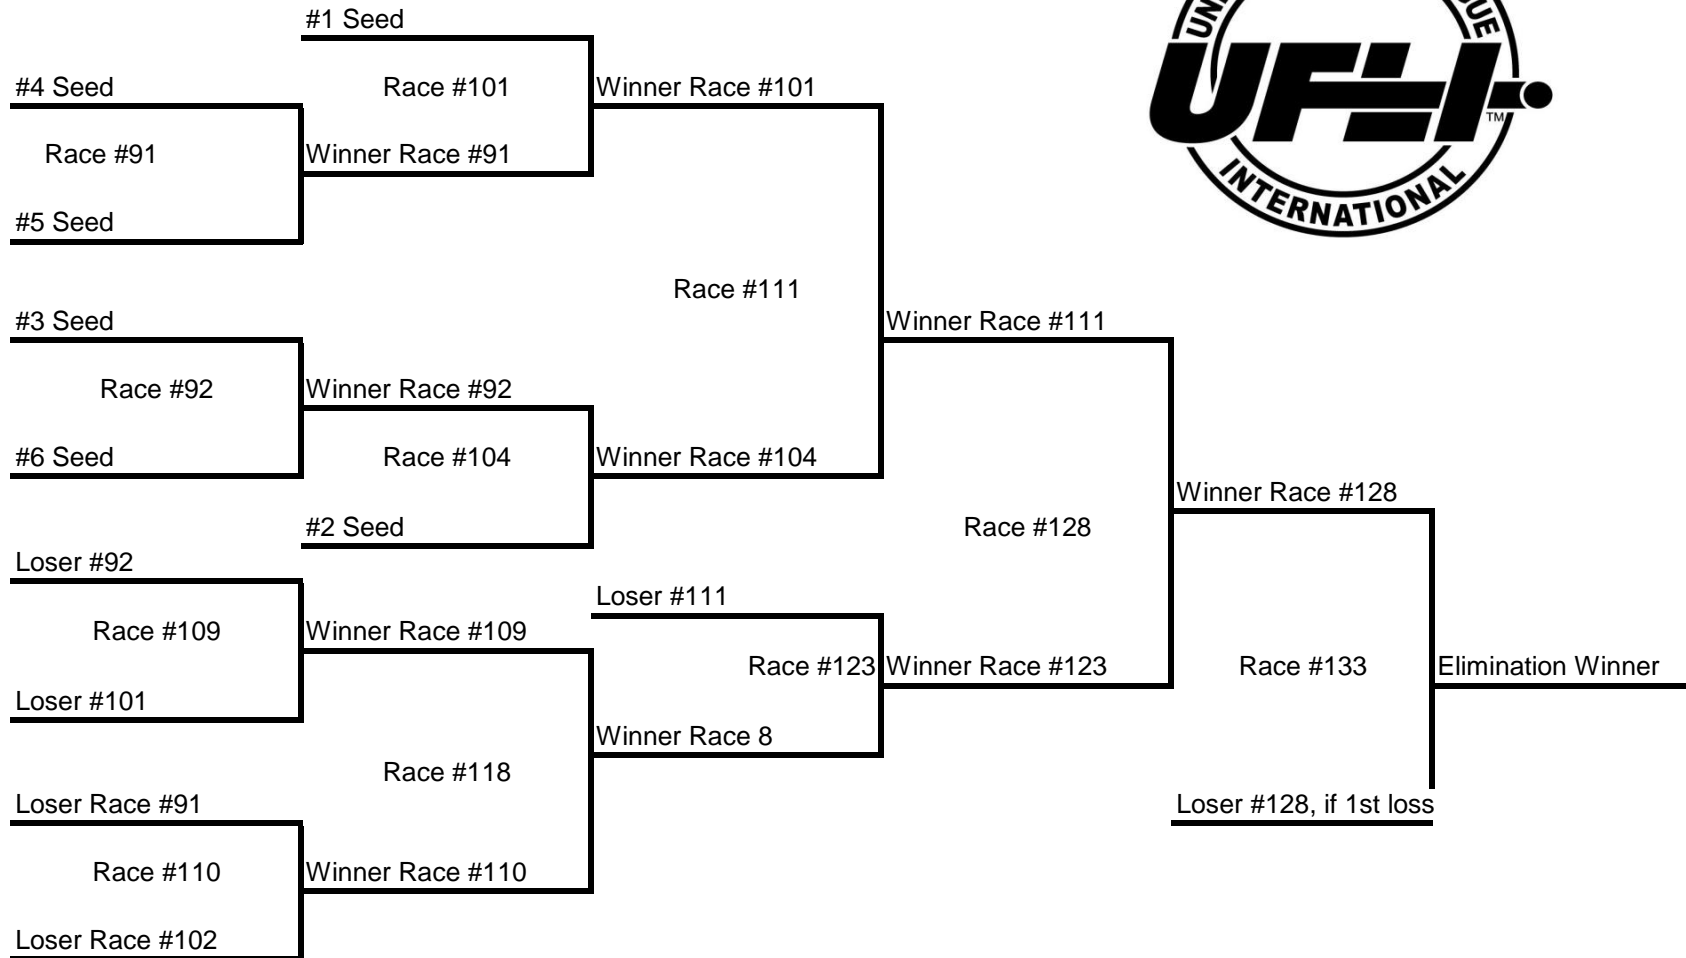 #1 Seed
#4 Seed
Race #101
Winner Race #101
Race #91
Winner Race #91
#5 Seed
Race #111
#3 Seed
Winner Race #111
Race #92
Winner Race #92
#6 Seed
Race #104
Winner Race #104
Winner Race #128
#2 Seed
Race #128
Loser #92
Loser #111
Race #109
Winner Race #109
Race #123
Winner Race #123
Race #133
Elimination Winner
Loser #101
Winner Race 8
Race #118
Loser Race #91
Loser #128, if 1st loss
Race #110
Winner Race #110
Loser Race #102
UFLI
TM
INTERNATIONAL